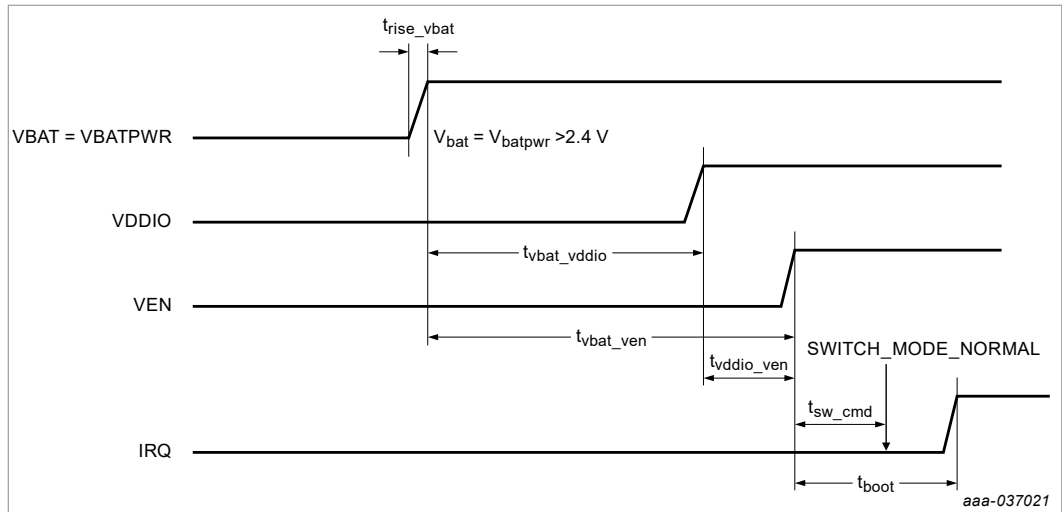 t_rise_vbat
VBAT = VBATPWR
V_bat = V_batpwr >2.4 V
VDDIO
t_vbat_vddio
VEN
t_vbat_ven
SWITCH_MODE_NORMAL
t_vddio_ven
t_sw_cmd
IRQ
t_boot
aaa-037021